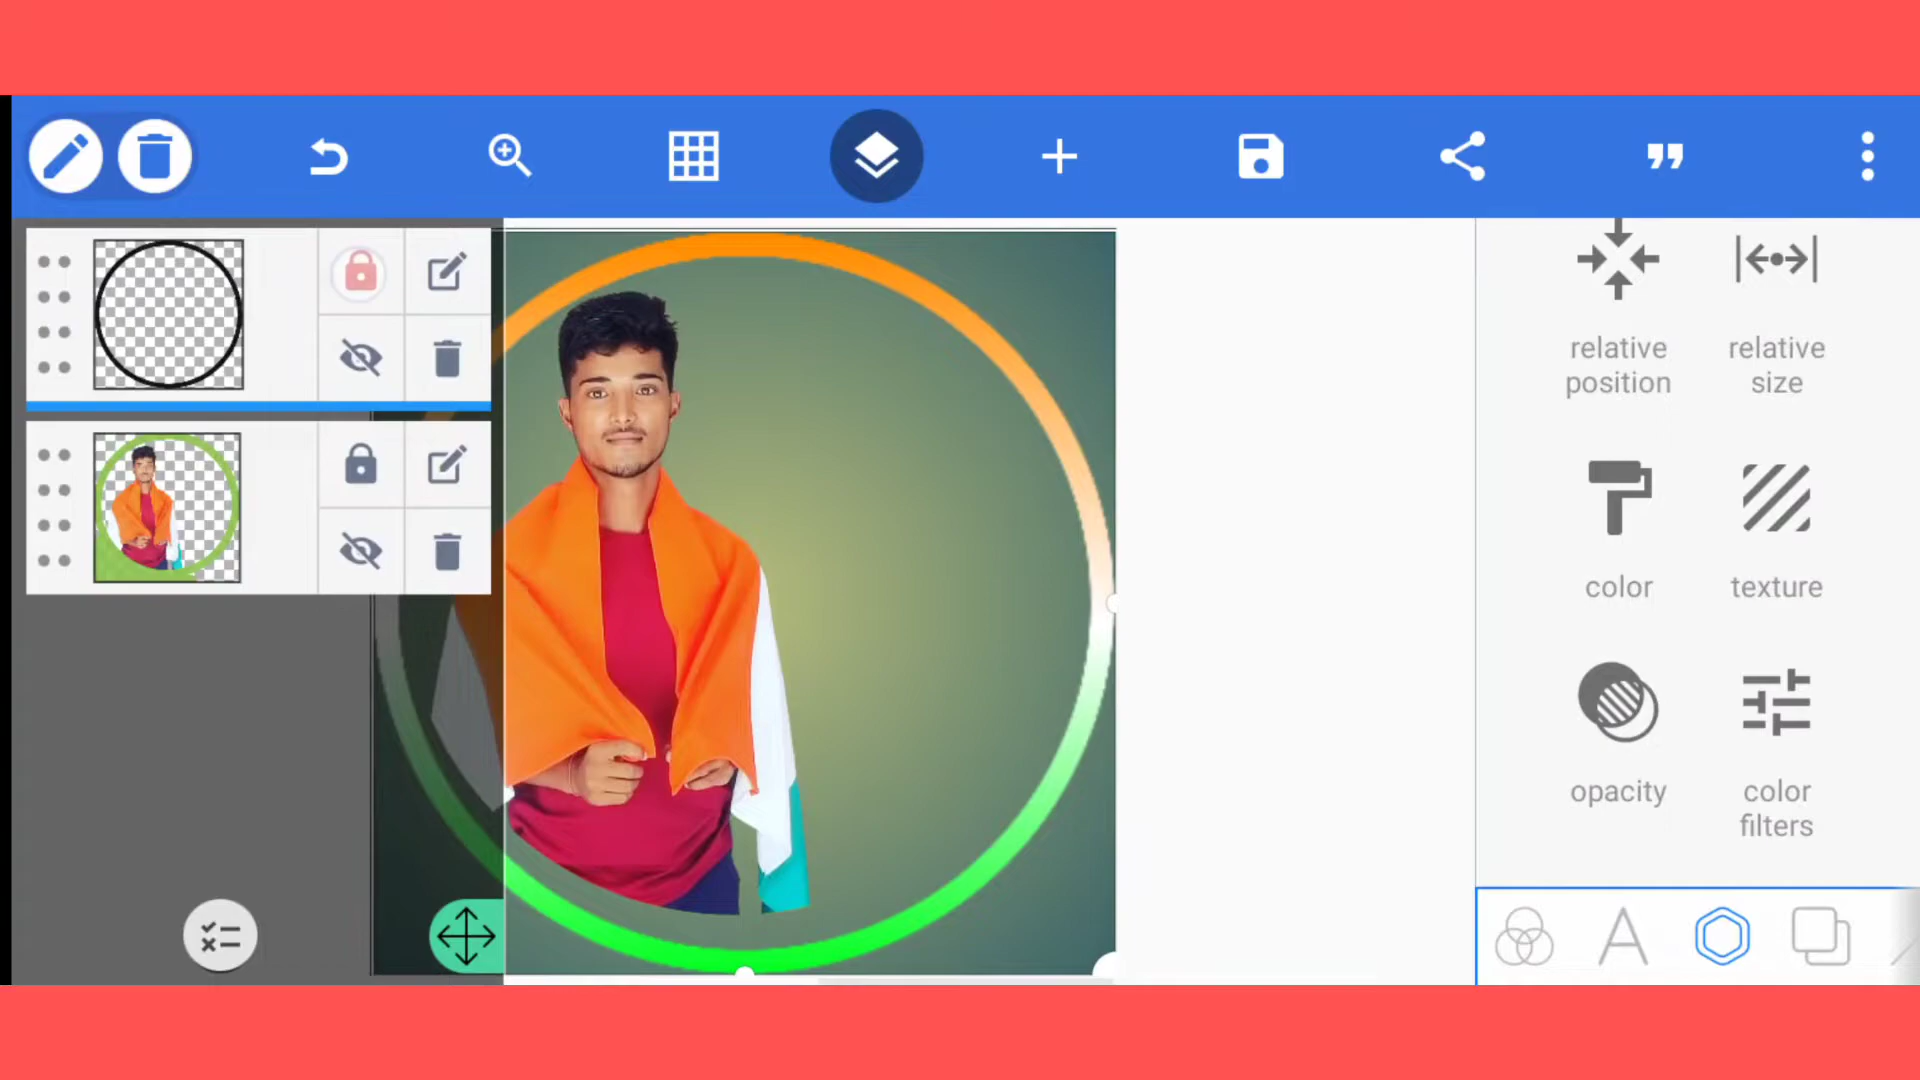 relative
position
relative
size
color
texture
opacity
color
filters